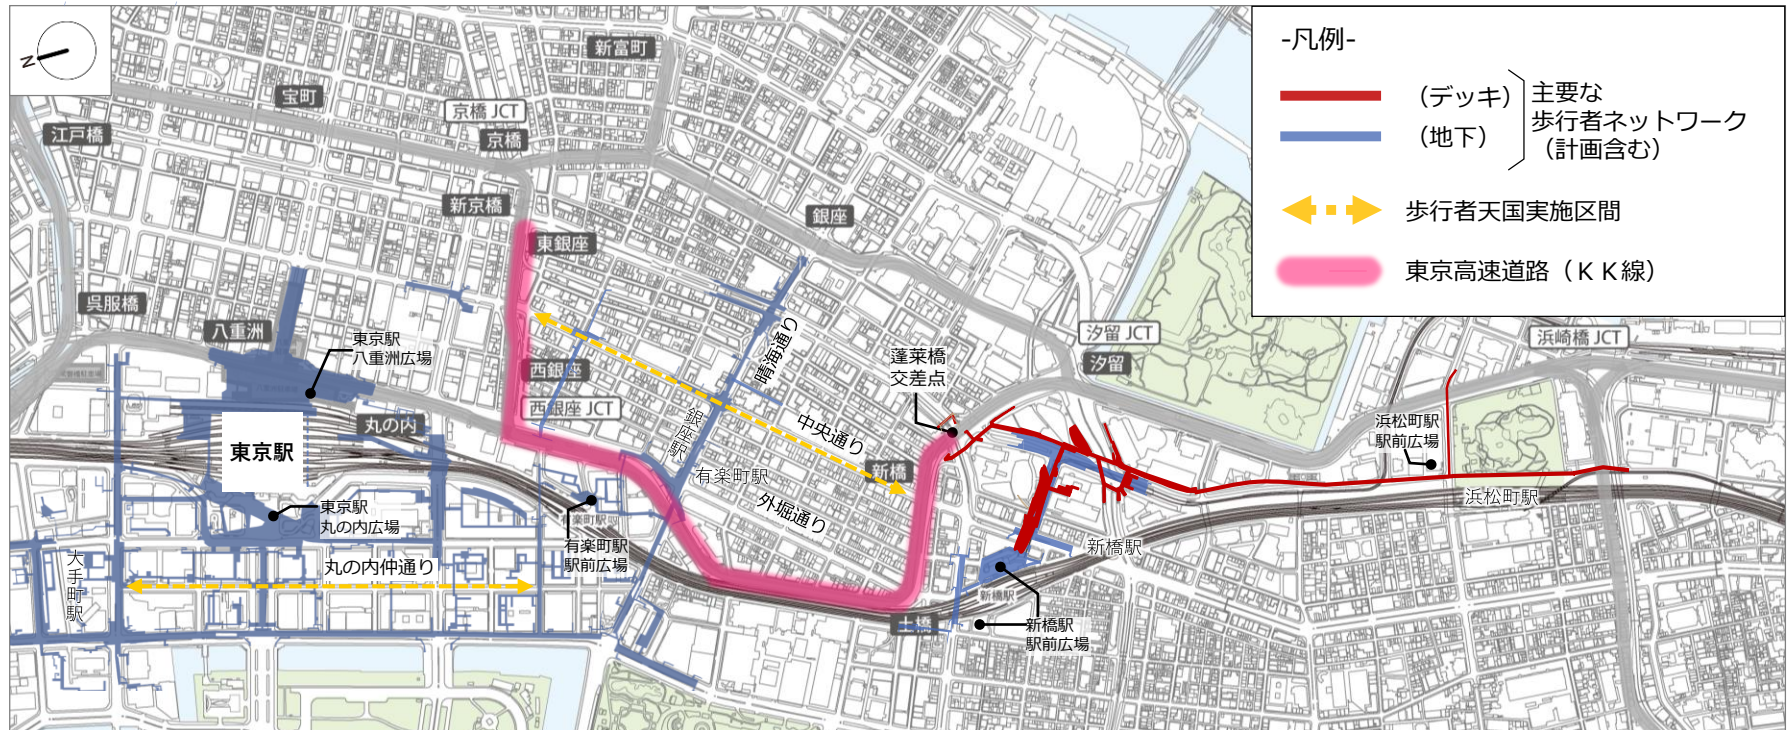 N
-凡例-
（デッキ）
（地下）
主要な
歩行者ネットワーク
（計画含む）
歩行者天国実施区間
東京高速道路（ＫＫ線）
新富町
宝町
京橋 JCT
京橋
江戸橋
新京橋
東銀座
銀座
呉服橋
八重洲
東京駅
八重洲広場
西銀座
西銀座 JCT
晴海通り
銀座駅
中央通り
蓬莱橋
交差点
汐留 JCT
汐留
浜崎橋 JCT
丸の内
東京駅
有楽町駅
新橋
外堀通り
浜松町駅
駅前広場
浜松町駅
東京駅
丸の内広場
有楽町駅
駅前広場
新橋駅
大手町駅
丸の内仲通り
新橋駅
土橋
新橋駅
駅前広場